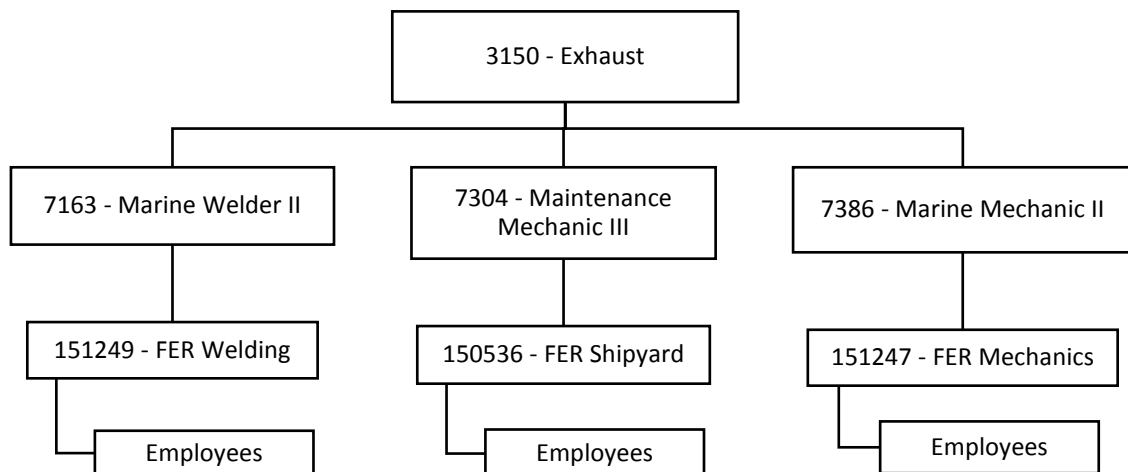 3150 - Exhaust
7163 - Marine Welder II
7304 - Maintenance
Mechanic III
7386 - Marine Mechanic II
151249 - FER Welding
150536 - FER Shipyard
151247 - FER Mechanics
Employees
Employees
Employees